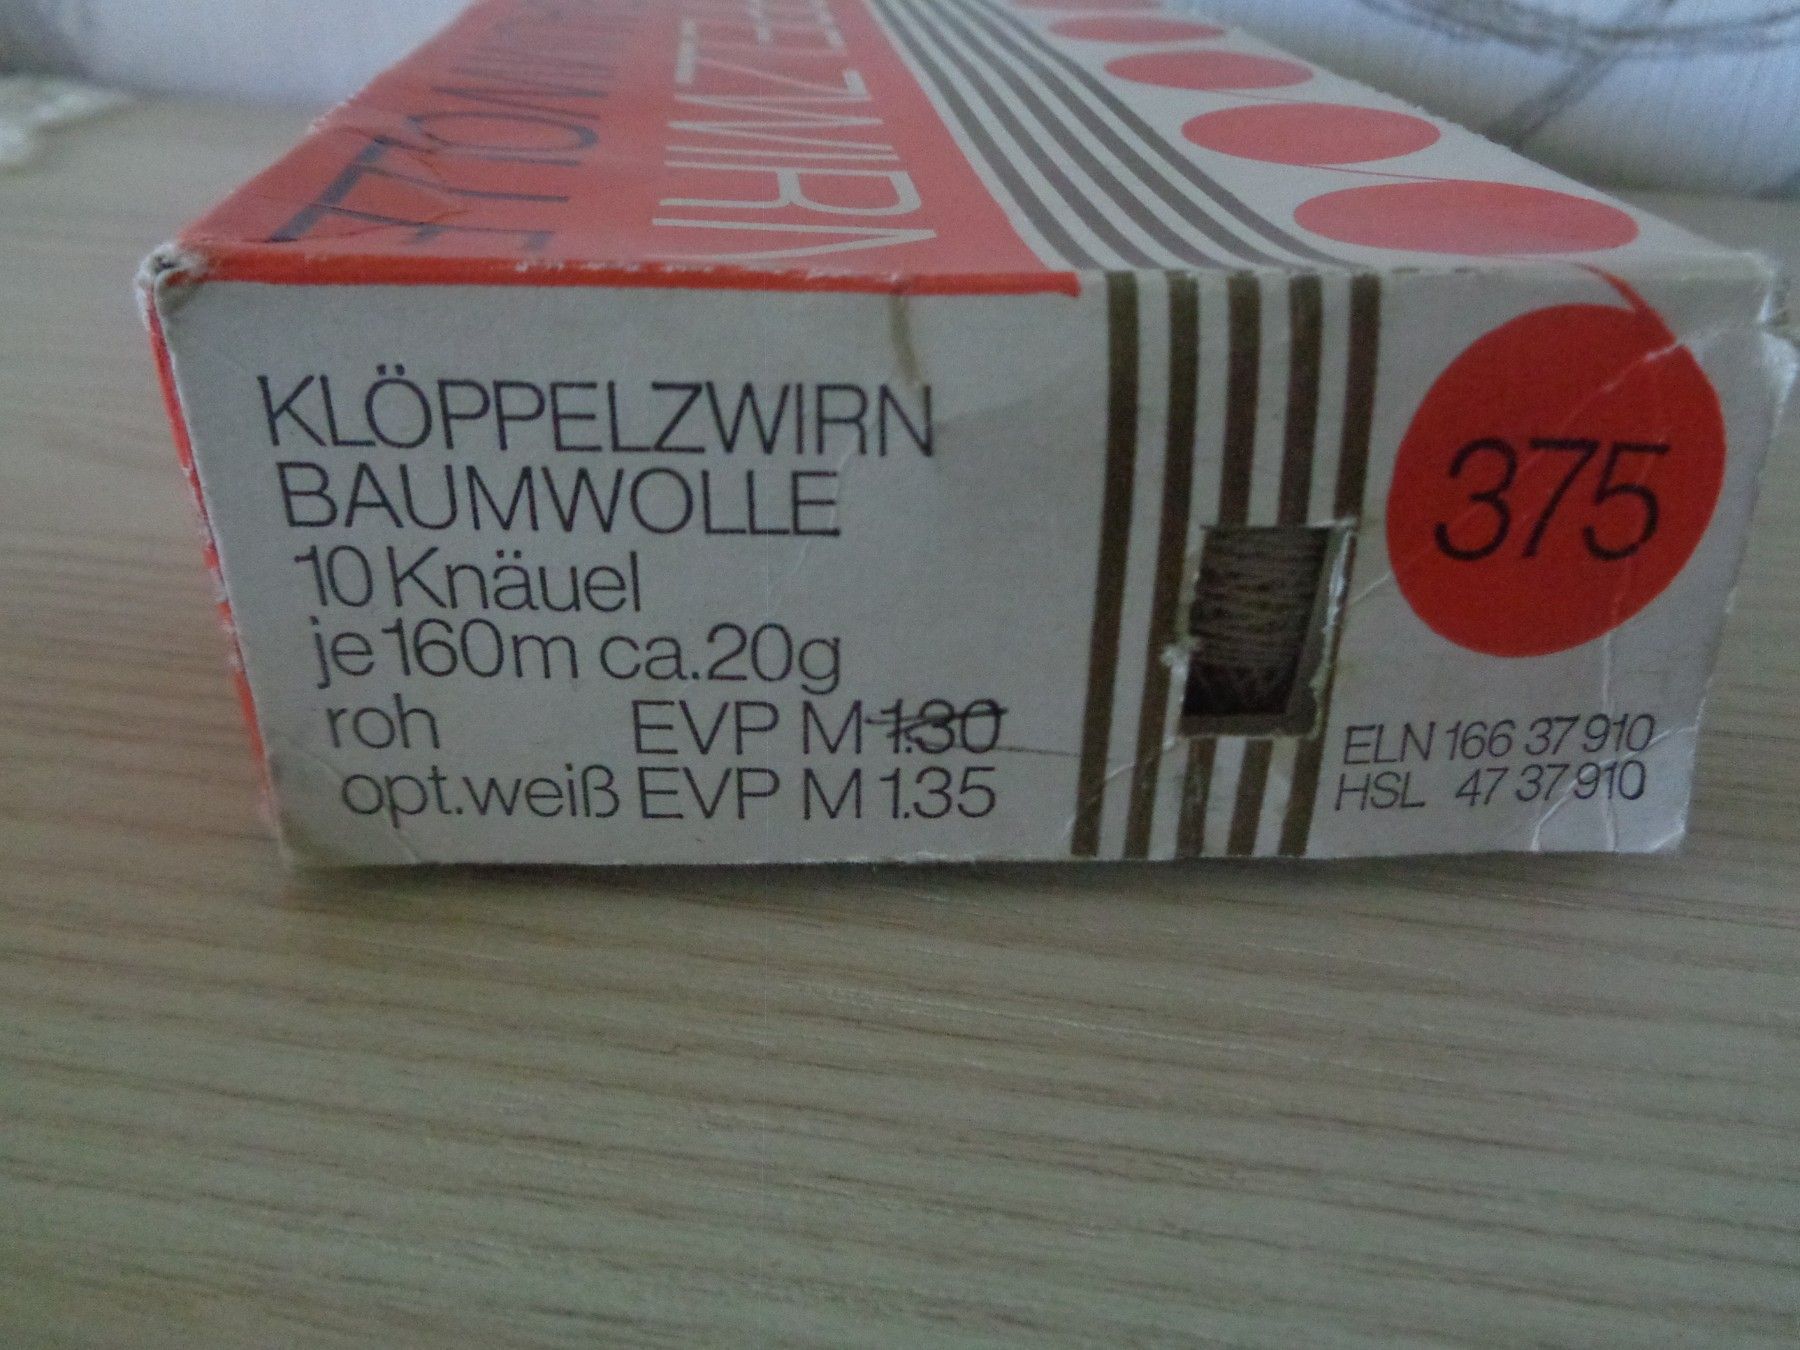 KLÖPPELZWIRN
BAUMWOLLE
10 Knäuel
je 160m ca. 20g
roh EVP M 1.30
opt.weiß EVP M 1.35
375
ELN 166 37 910
HSL 47 37 910